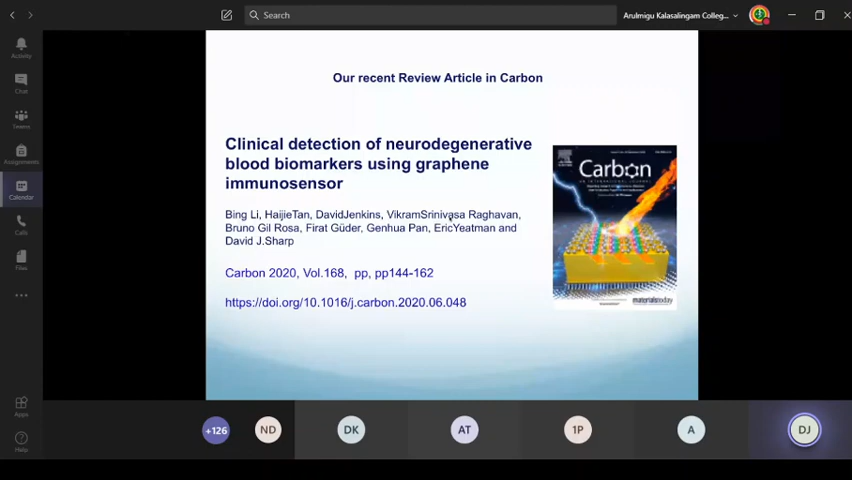 Search
Arulmigu Kalasalingam Colleg...
Activity
Chat
Teams
Assignments
Calendar
Calls
Files
Apps
Help
Our recent Review Article in Carbon
Clinical detection of neurodegenerative
blood biomarkers using graphene
immunosensor
Bing Li, HaijieTan, DavidJenkins, VikramSrinivasa Raghavan,
Bruno Gil Rosa, Firat Güder, Genhua Pan, EricYeatman and
David J.Sharp
Carbon 2020, Vol.168, pp, pp144-162
https://doi.org/10.1016/j.carbon.2020.06.048
Carbon
AN INTERNATIONAL JOURNAL
materialstoday
+126
ND
DK
AT
1P
A
DJ